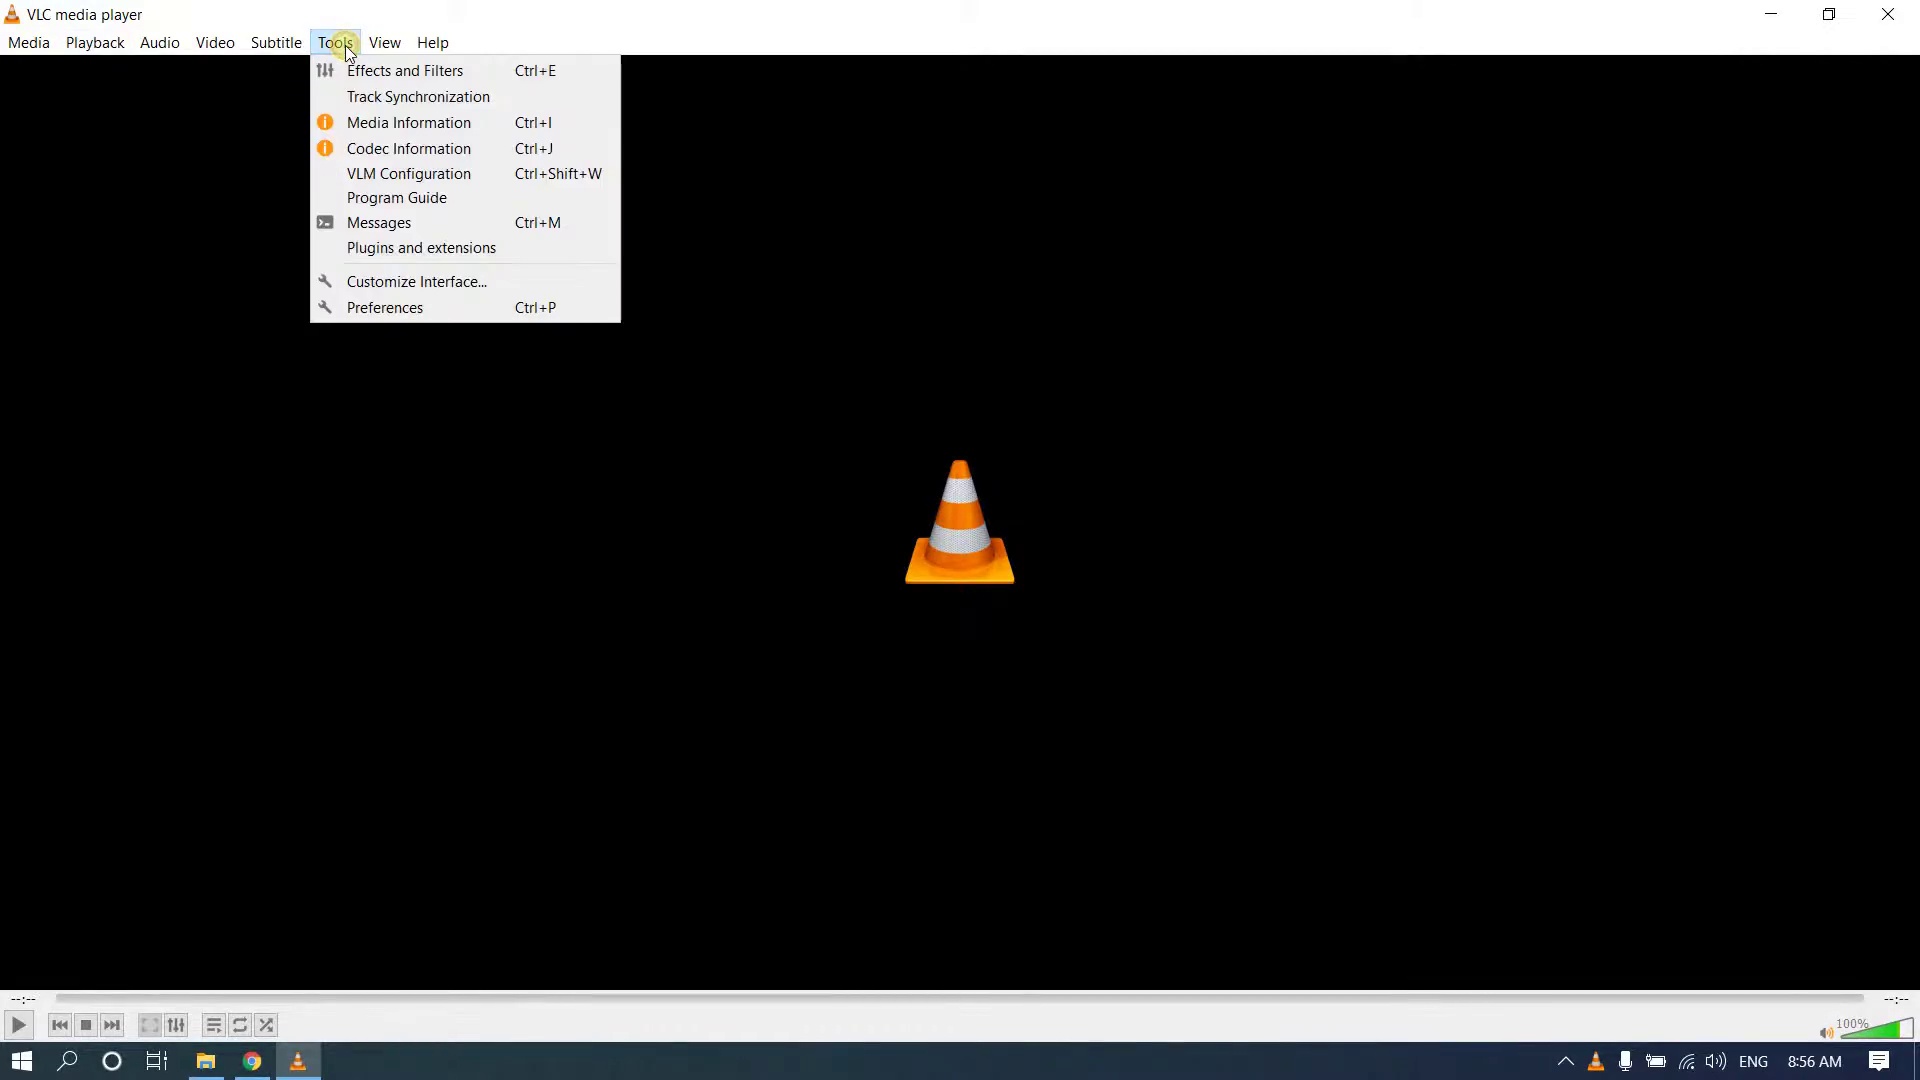 VLC media player
Media Playback Audio Video Subtitle Tools View Help
Effects and Filters Ctrl+E
Track Synchronization
Media Information Ctrl+I
Codec Information Ctrl+J
VLM Configuration Ctrl+Shift+W
Program Guide
Messages Ctrl+M
Plugins and extensions
Customize Interface...
Preferences Ctrl+P
--:-- --:--
100%
ENG 8:56 AM